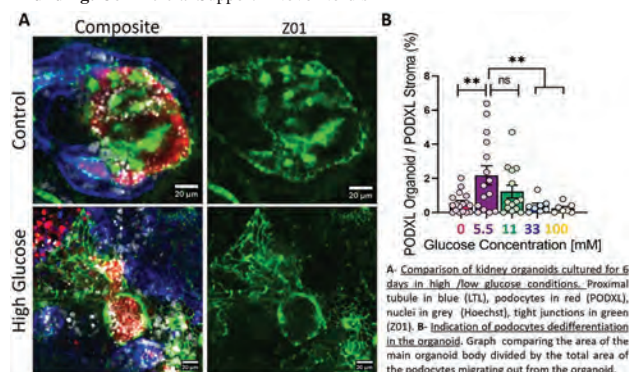 A
Composite
Z01
B
Control
High Glucose
20 µm
20 µm
20 µm
20 µm
PODXL Organoid / PODXL Stroma (%)
8
6
4
2
0
**
ns
**
0 5.5 11 33 100
Glucose Concentration [mM]
A- Comparison of kidney organoids cultured for 6
days in high /low glucose conditions. Proximal
tubule in blue (LTL), podocytes in red (PODXL),
nuclei in grey (Hoechst), tight junctions in green
(Z01). B- Indication of podocytes dedifferentiation
in the organoid. Graph comparing the area of the
main organoid body divided by the total area of
the podocytes migrating out from the organoid.